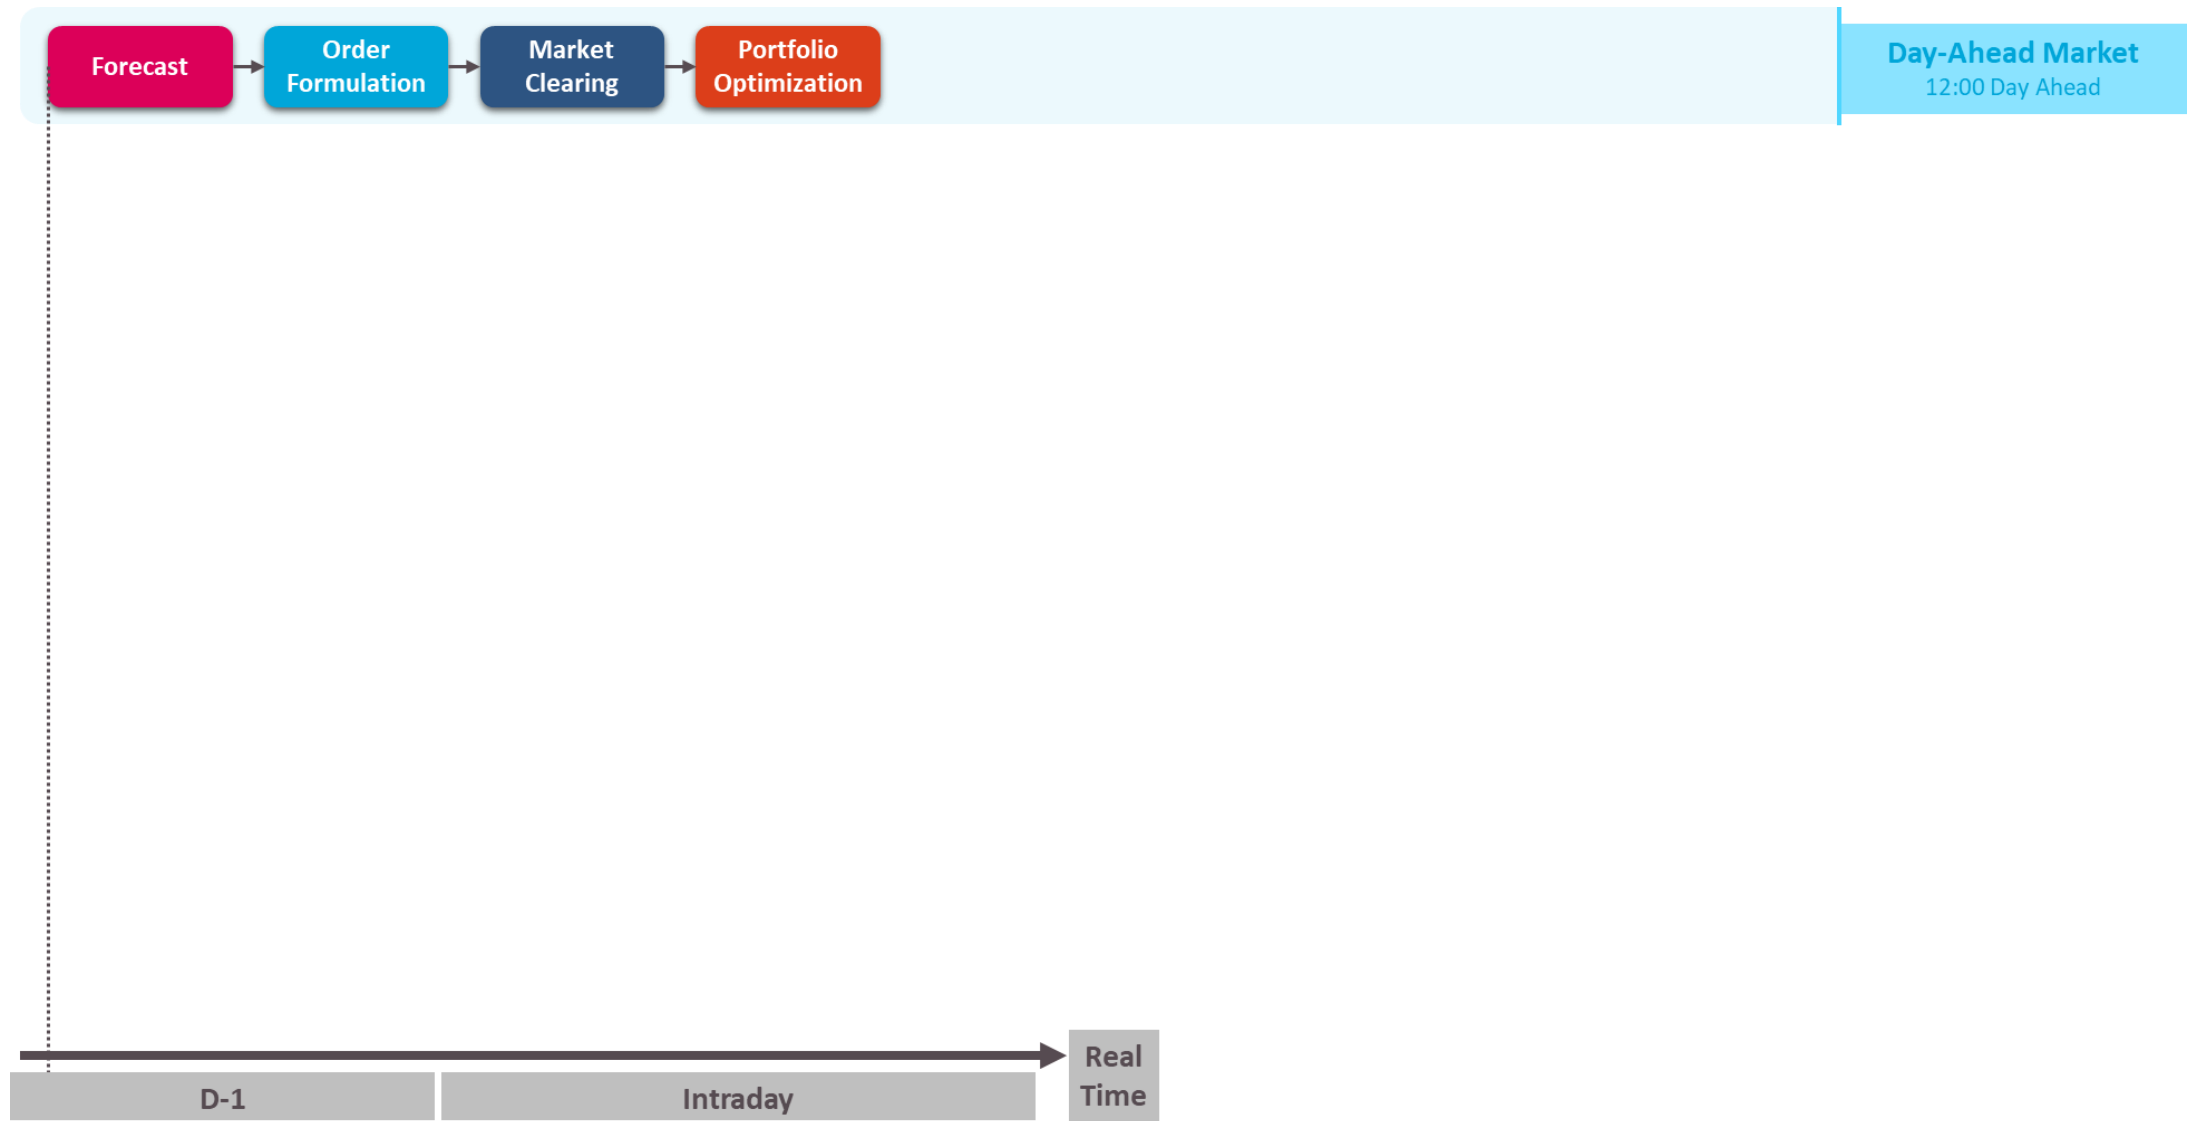 Forecast
Order
Formulation
Market
Clearing
Portfolio
Optimization
Day-Ahead Market
12:00 Day Ahead
Real
Time
D-1
Intraday